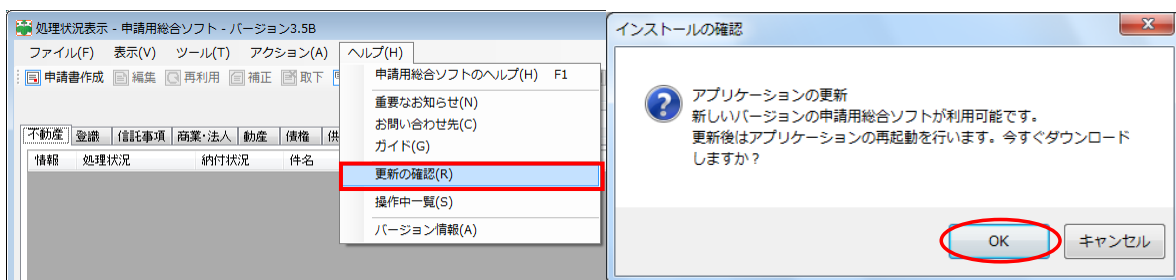 処理状況表示 - 申請用総合ソフト - バージョン3.5B
ファイル(F) 表示(V) ツール(T) アクション(A) ヘルプ(H)
申請書作成 編集 再利用 補正 取下
申請用総合ソフトのヘルプ(H) F1
重要なお知らせ(N)
お問い合わせ先(C)
ガイド(G)
更新の確認(R)
操作中一覧(S)
バージョン情報(A)
不動産 登識 信託事項 商業・法人 動産 債権 供
情報 処理状況 納付状況 件名
インストールの確認
アプリケーションの更新
新しいバージョンの申請用総合ソフトが利用可能です。
更新後はアプリケーションの再起動を行います。今すぐダウンロード
しますか？
OK キャンセル